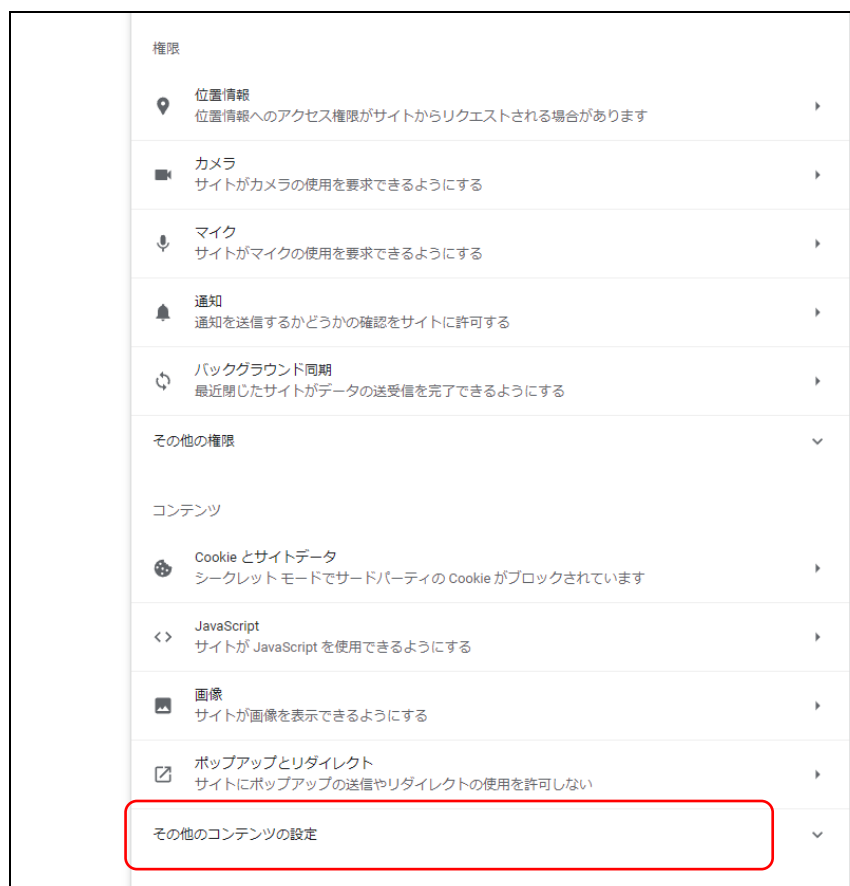 権限
位置情報
位置情報へのアクセス権限がサイトからリクエストされる場合があります
カメラ
サイトがカメラの使用を要求できるようにする
マイク
サイトがマイクの使用を要求できるようにする
通知
通知を送信するかどうかの確認をサイトに許可する
バックグラウンド同期
最近閉じたサイトがデータの送受信を完了できるようにする
その他の権限
コンテンツ
Cookie とサイトデータ
シークレット モードでサードパーティの Cookie がブロックされています
JavaScript
サイトが JavaScript を使用できるようにする
画像
サイトが画像を表示できるようにする
ポップアップとリダイレクト
サイトにポップアップの送信やリダイレクトの使用を許可しない
その他のコンテンツの設定